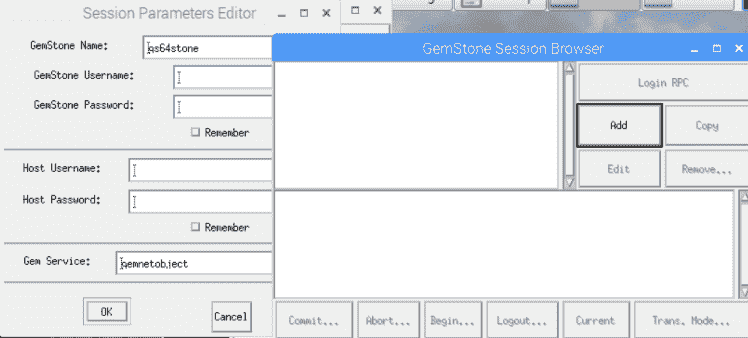 Session Parameters Editor
GemStone Name:
gs64stone
GemStone Username:
GemStone Password:
Remember
Host Username:
Host Password:
Remember
Gem Service:
gemnetobject
OK
Cancel
GemStone Session Browser
Login RPC
Add
Copy
Edit
Remove...
Commit...
Abort...
Begin...
Logout...
Current
Trans. Mode...